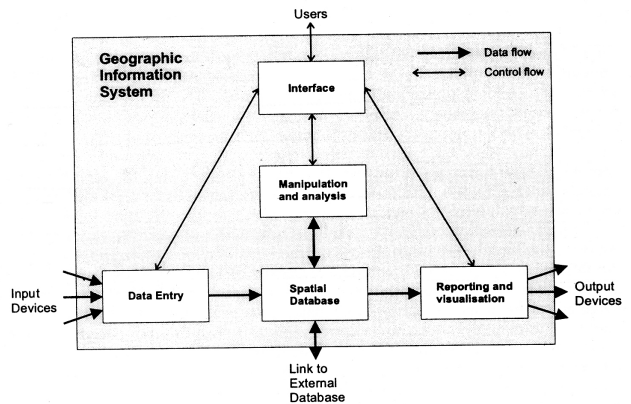 Users
Geographic
Information
System
Data flow
Control flow
Interface
Manipulation
and analysis
Input
Devices
Data Entry
Spatial
Database
Reporting and
visualisation
Output
Devices
Link to
External
Database